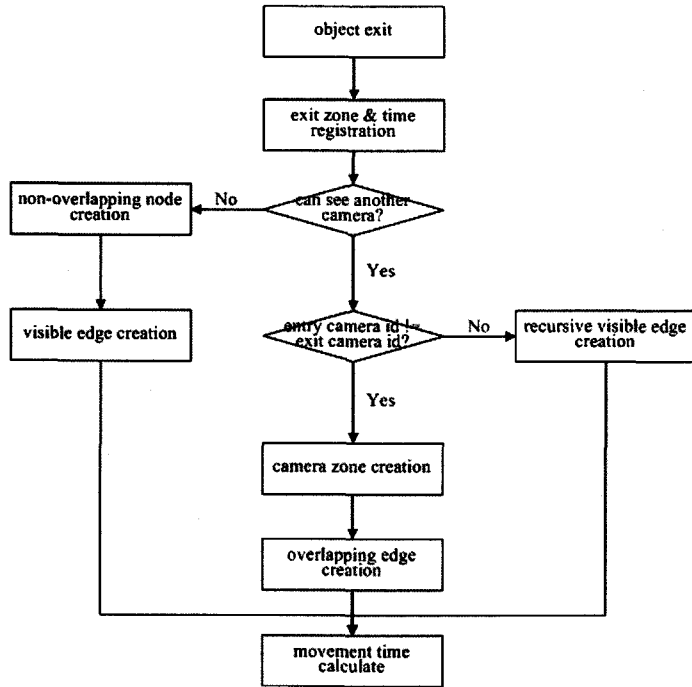 object exit
exit zone & time
registration
can see another
camera?
No
non-overlapping node
creation
Yes
visible edge creation
entry camera id !=
exit camera id?
No
recursive visible edge
creation
Yes
camera zone creation
overlapping edge
creation
movement time
calculate